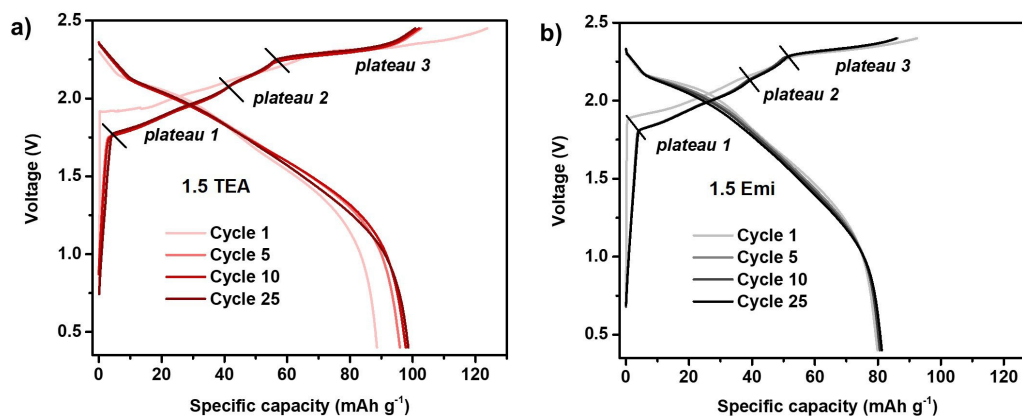 a)
2.5
2.0
1.5
1.0
0.5
Voltage (V)
plateau 1
plateau 2
plateau 3
1.5 TEA
Cycle 1
Cycle 5
Cycle 10
Cycle 25
0 20 40 60 80 100 120
Specific capacity (mAh g⁻¹)
b)
2.5
2.0
1.5
1.0
0.5
Voltage (V)
plateau 1
plateau 2
plateau 3
1.5 Emi
Cycle 1
Cycle 5
Cycle 10
Cycle 25
0 20 40 60 80 100 120
Specific capacity (mAh g⁻¹)